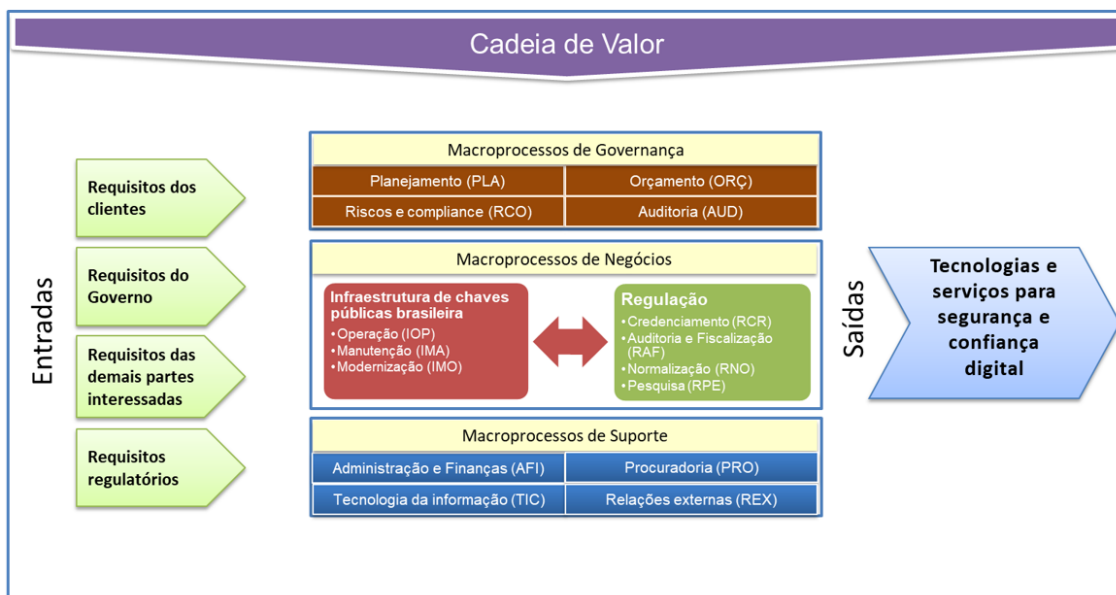 Cadeia de Valor
Entradas
Requisitos dos
clientes
Requisitos do
Governo
Requisitos das
demais partes
interessadas
Requisitos
regulatórios
Macroprocessos de Governança
Planejamento (PLA)
Orçamento (ORÇ)
Riscos e compliance (RCO)
Auditoria (AUD)
Macroprocessos de Negócios
Infraestrutura de chaves
públicas brasileira
•Operação (IOP)
•Manutenção (IMA)
•Modernização (IMO)
Regulação
•Credenciamento (RCR)
•Auditoria e Fiscalização
(RAF)
•Normalização (RNO)
•Pesquisa (RPE)
Macroprocessos de Suporte
Administração e Finanças (AFI)
Procuradoria (PRO)
Tecnologia da informação (TIC)
Relações externas (REX)
Saídas
Tecnologias e
serviços para
segurança e
confiança
digital